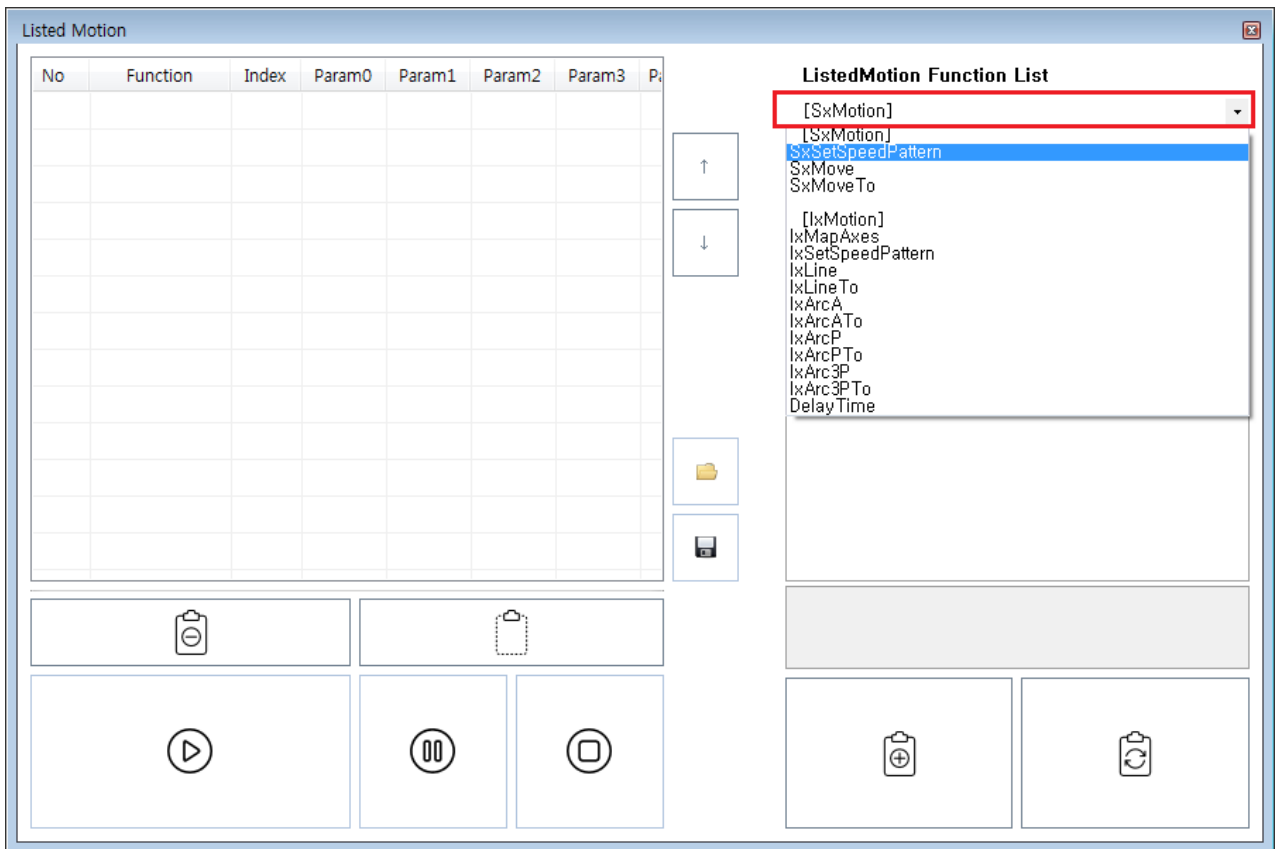 Listed Motion
No Function Index Param0 Param1 Param2 Param3
ListedMotion Function List
[SxMotion]
[SxMotion]
SxSetSpeedPattern
SxMove
SxMoveTo
[IxMotion]
IxMapAxes
IxSetSpeedPattern
IxLine
IxLineTo
IxArcA
IxArcATo
IxArcP
IxArcPTo
IxArc3P
IxArc3PTo
DelayTime
↑
↓